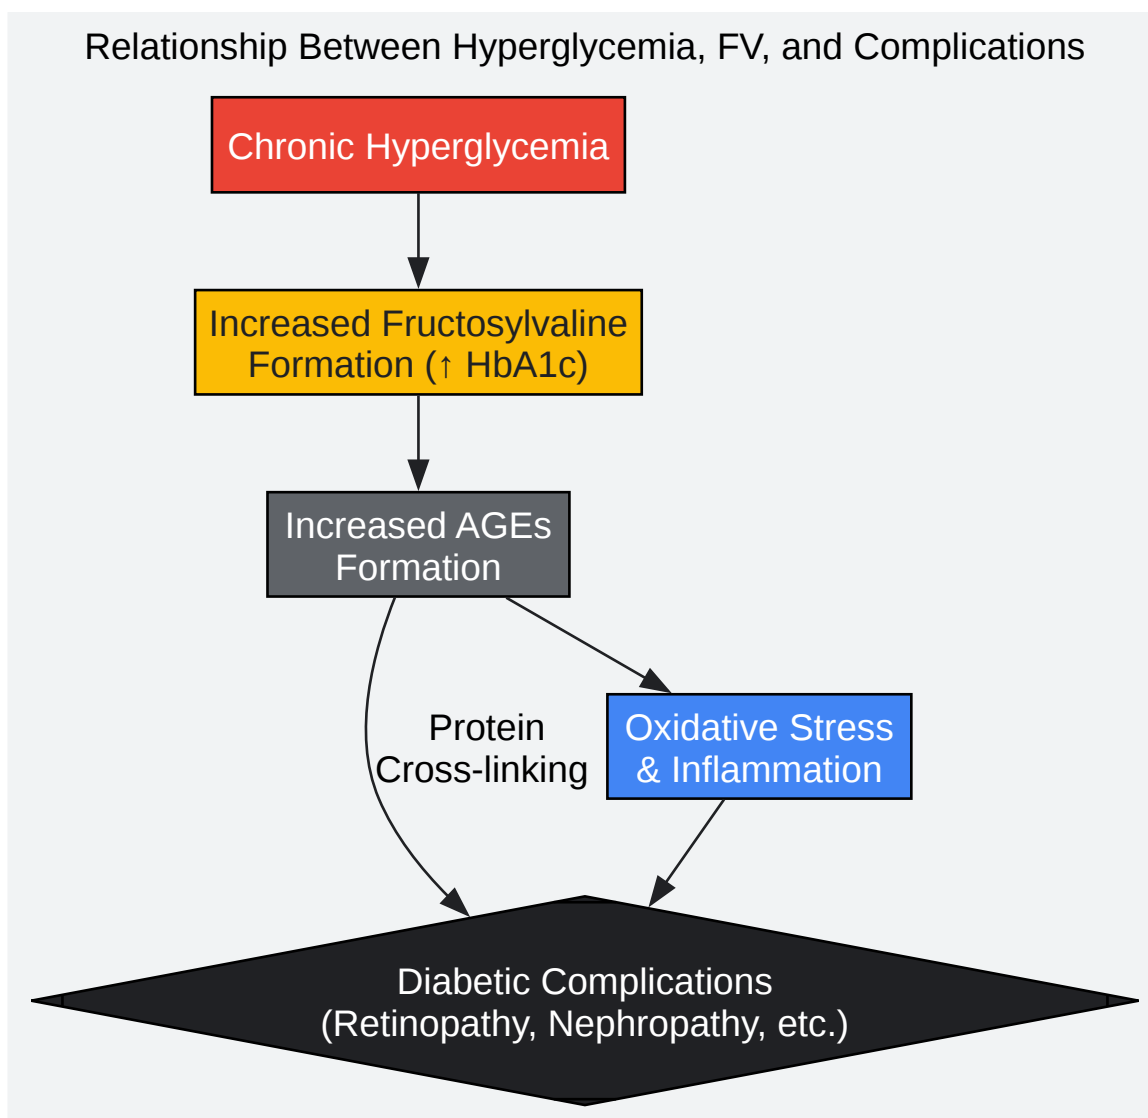 Relationship Between Hyperglycemia, FV, and Complications
Chronic Hyperglycemia
Increased Fructosylvaline
Formation (↑ HbA1c)
Increased AGEs
Formation
Protein
Cross-linking
Oxidative Stress
& Inflammation
Diabetic Complications
(Retinopathy, Nephropathy, etc.)